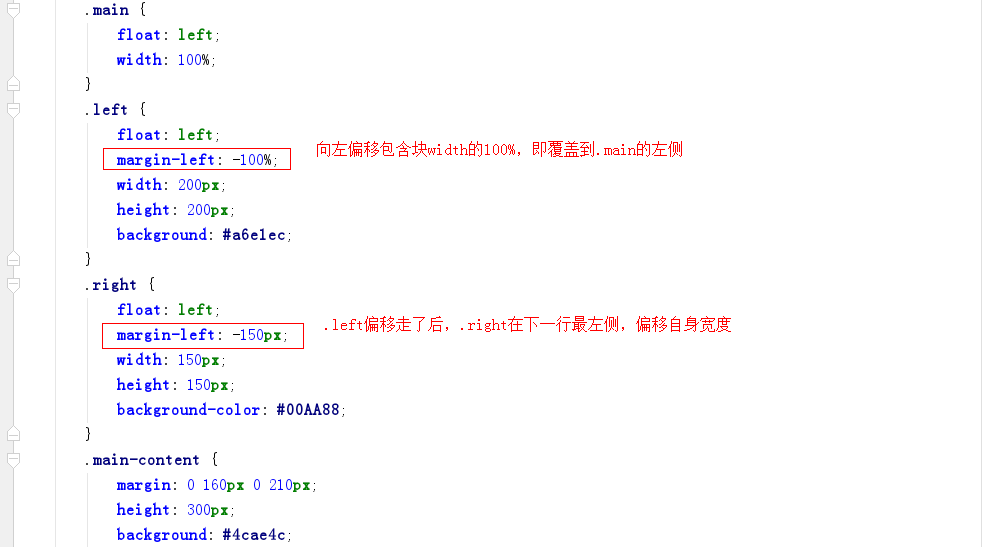 .main {
float: left;
width: 100%;
}
.left {
float: left;
margin-left: -100%; 向左偏移包含块width的100%，即覆盖到.main的左侧
width: 200px;
height: 200px;
background: #a6e1ec;
}
.right {
float: left;
margin-left: -150px; .left偏移走了后，.right在下一行最左侧，偏移自身宽度
width: 150px;
height: 150px;
background-color: #00AA88;
}
.main-content {
margin: 0 160px 0 210px;
height: 300px;
background: #4cae4c;